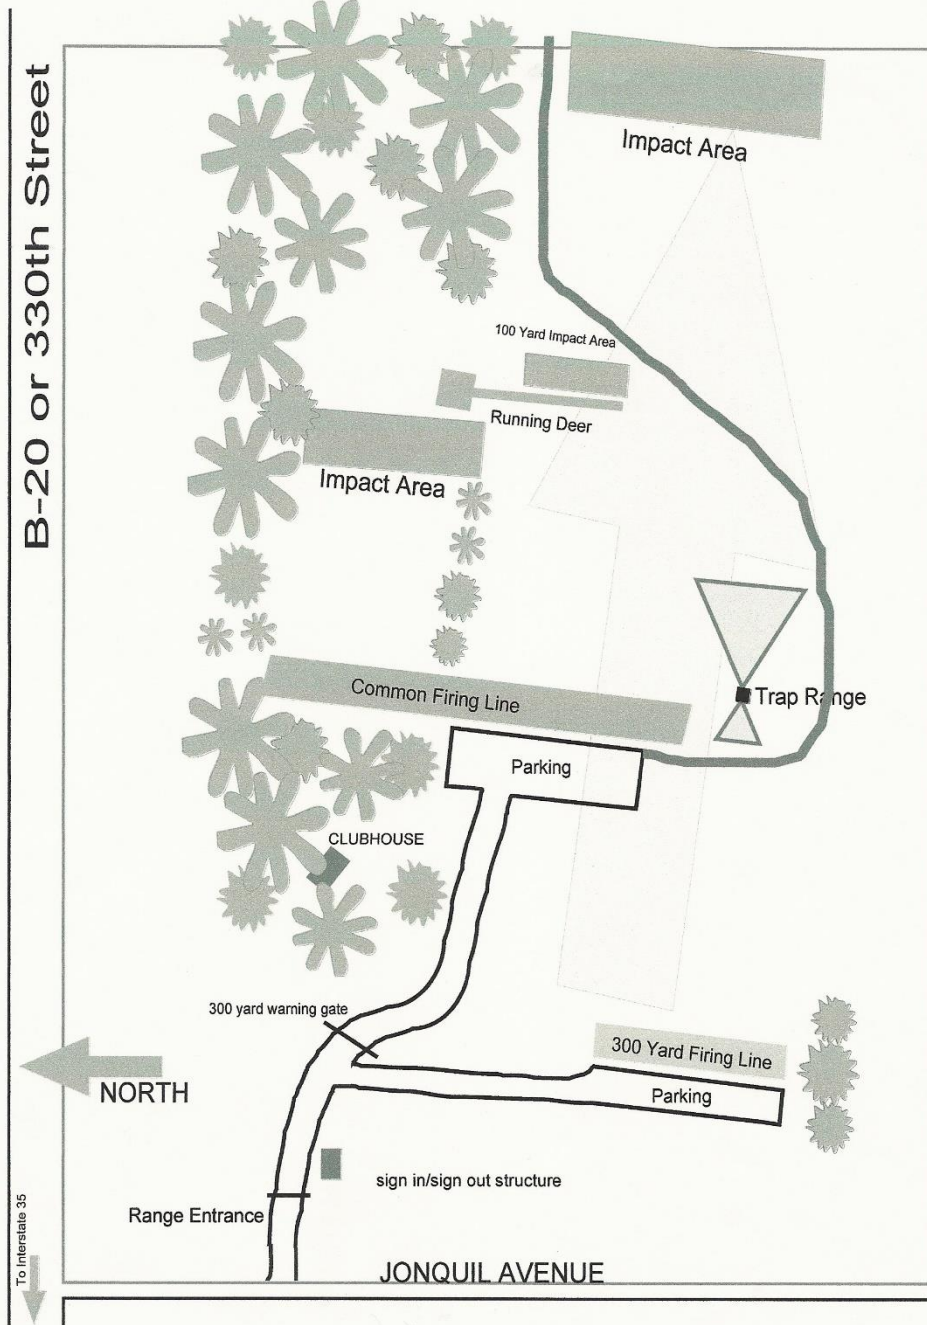 B-20 or 330th Street
Impact Area
100 Yard Impact Area
Running Deer
Impact Area
Common Firing Line
Trap Range
Parking
CLUBHOUSE
300 yard warning gate
300 Yard Firing Line
NORTH
Parking
sign in/sign out structure
To Interstate 35
Range Entrance
JONQUIL AVENUE